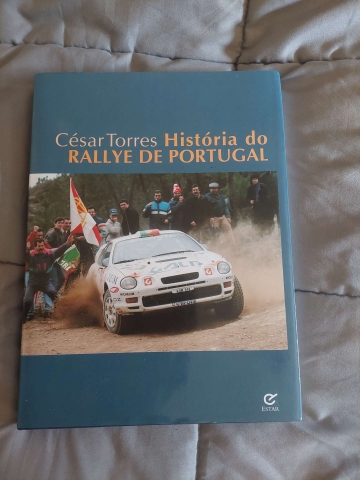 César Torres História do
RALLYE DE PORTUGAL
ESTAR